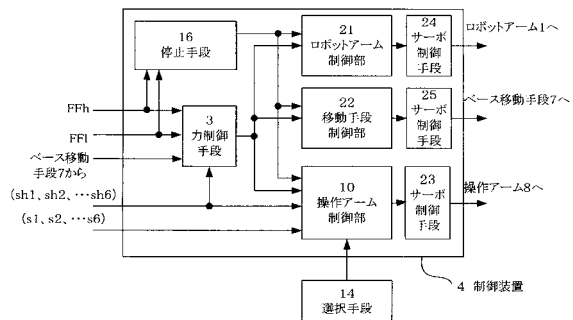 16
停止手段
21
ロボットアーム
制御部
24
サーボ
制御
手段
ロボットアーム1へ
FFh
FFl
ベース移動
手段7から
3
力制御
手段
22
移動手段
制御部
25
サーボ
制御
手段
ベース移動手段7へ
(sh1、sh2、…sh6)
(s1、s2、…s6)
10
操作アーム
制御部
23
サーボ
制御
手段
操作アーム8へ
4 制御装置
14
選択手段